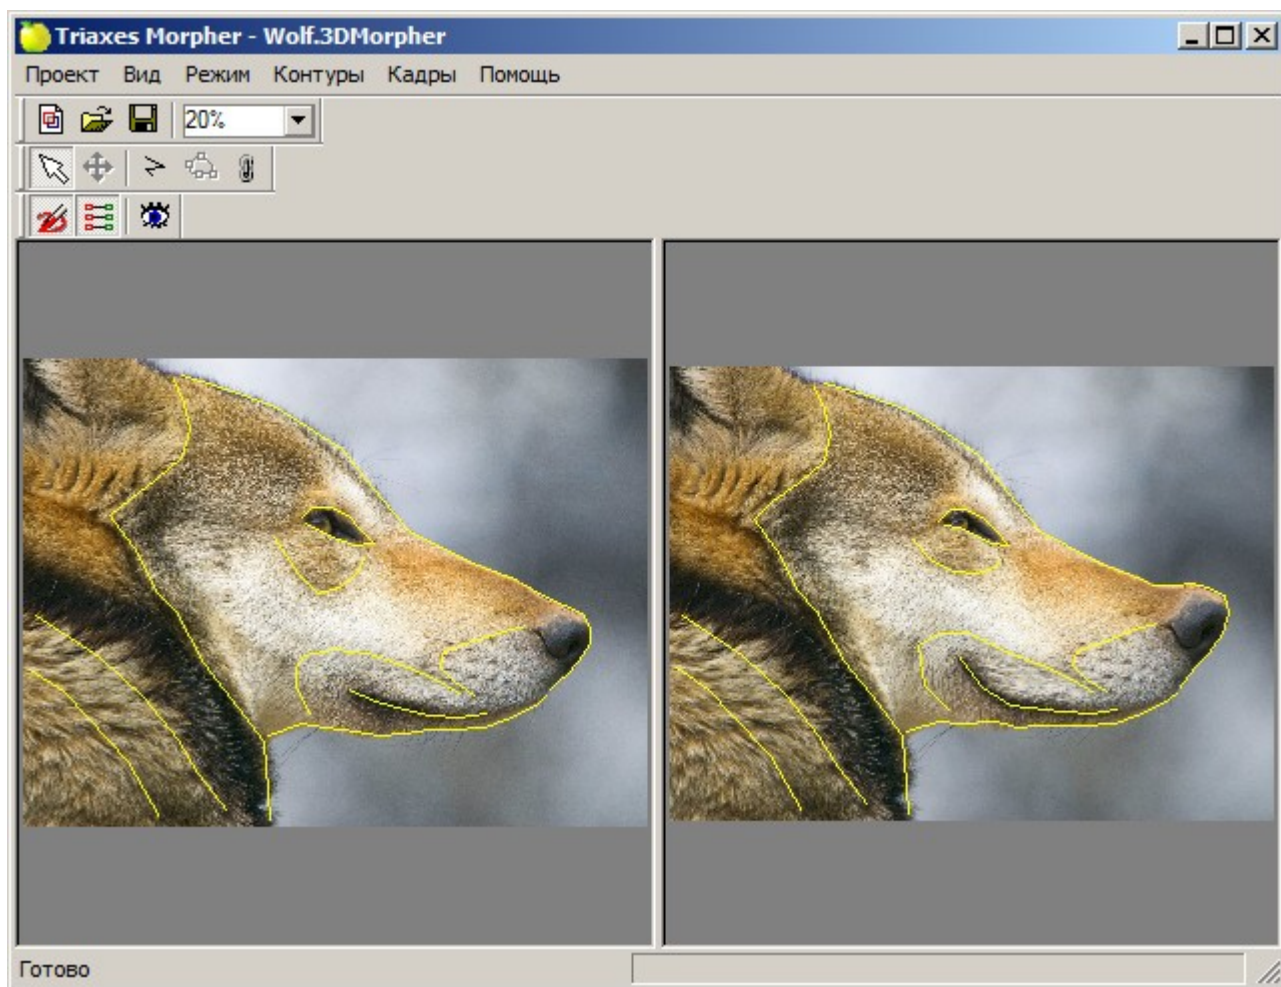 Triaxes Morpher - Wolf.3DMorpher
Проект Вид Режим Контуры Кадры Помощь
20%
Готово